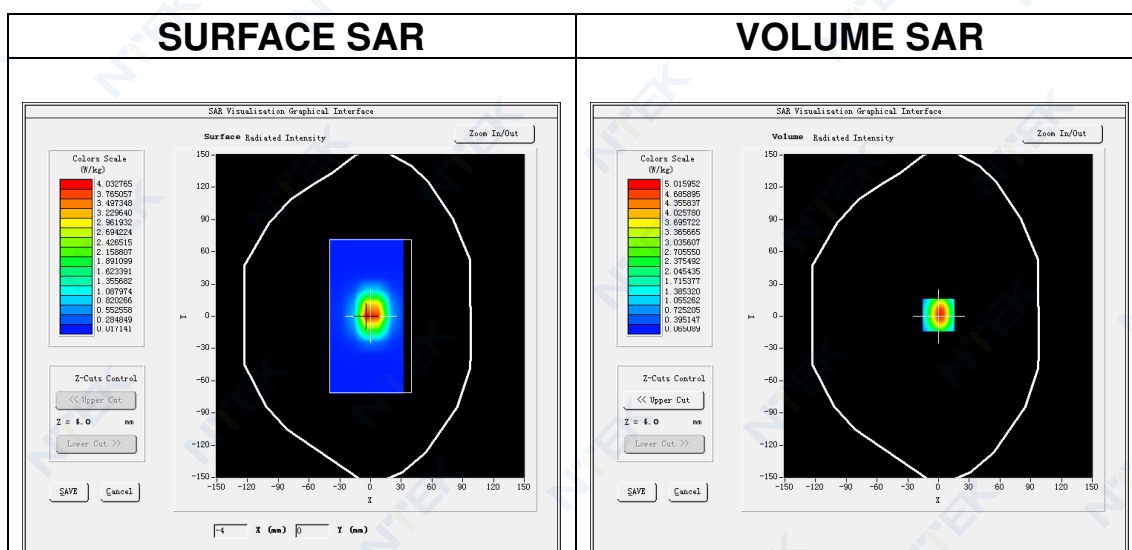 SURFACE SAR
VOLUME SAR
SAR Visualisation Graphical Interface
Surface Radiated Intensity
Zoom In/Out
Colors Scale
(W/kg)
4.032765
3.765057
3.497348
3.229640
2.961932
2.694224
2.426515
2.158807
1.891099
1.623391
1.355682
1.087974
0.820266
0.552558
0.284849
0.017141
Z-Cuts Control
<< Upper Cut
Z = 4.0 mm
Lower Cut >>
SAVE Cancel
150
120
90
60
30
0
-30
-60
-90
-120
-150
Y
-150 -120 -90 -60 -30 0 30 60 90 120 150
X
-4 X (mm) 0 Y (mm)
SAR Visualisation Graphical Interface
Volume Radiated Intensity
Zoom In/Out
Colors Scale
(W/kg)
5.015952
4.685895
4.355837
4.025780
3.695722
3.365665
3.035607
2.705550
2.375492
2.045435
1.715377
1.385320
1.055262
0.725205
0.395147
0.065089
Z-Cuts Control
<< Upper Cut
Z = 4.0 mm
Lower Cut >>
SAVE Cancel
150
120
90
60
30
0
-30
-60
-90
-120
-150
Y
-150 -120 -90 -60 -30 0 30 60 90 120 150
X
NTEK